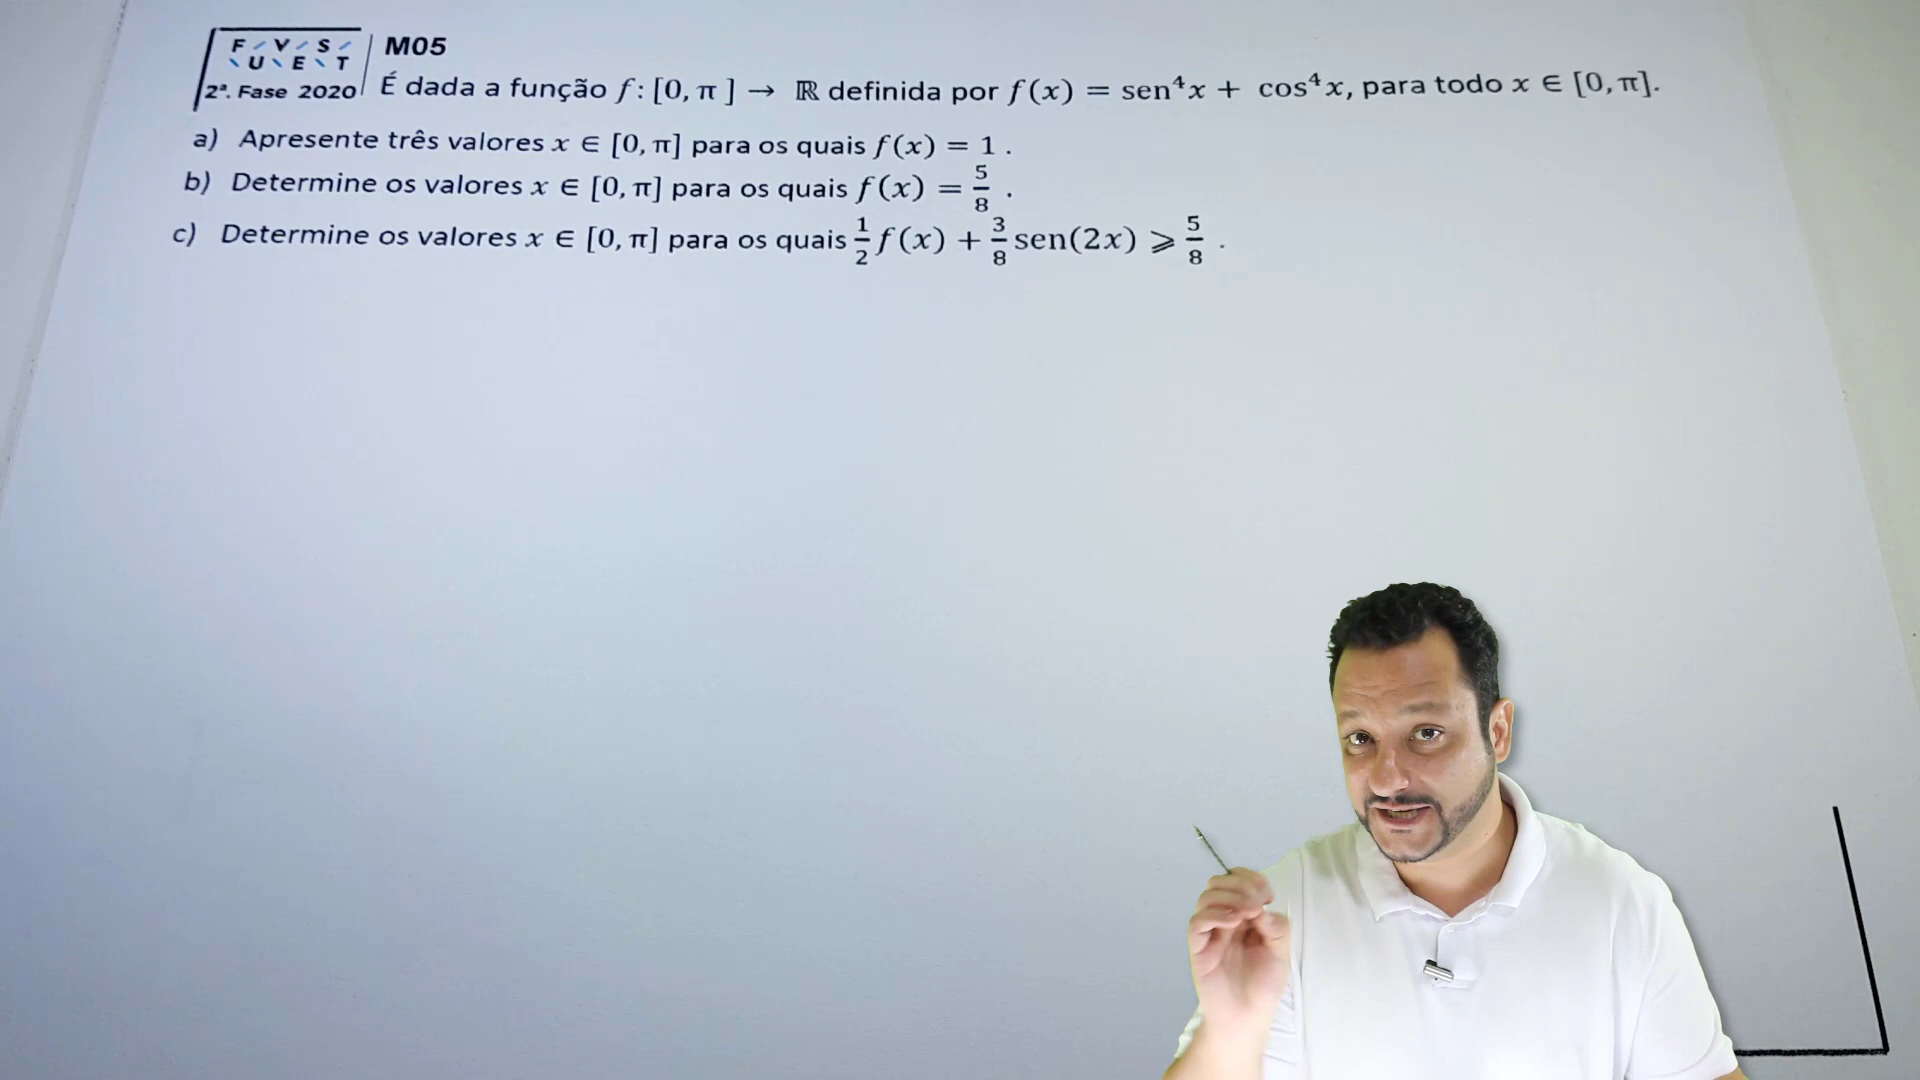 F V S
U E T
2ª. Fase 2020
M05
É dada a função f: [0, π ] → ℝ definida por f(x) = sen⁴x + cos⁴x, para todo x ∈ [0, π].
a) Apresente três valores x ∈ [0, π] para os quais f(x) = 1 .
b) Determine os valores x ∈ [0, π] para os quais f(x) = 5/8 .
c) Determine os valores x ∈ [0, π] para os quais 1/2 f(x) + 3/8 sen(2x) ⩾ 5/8 .